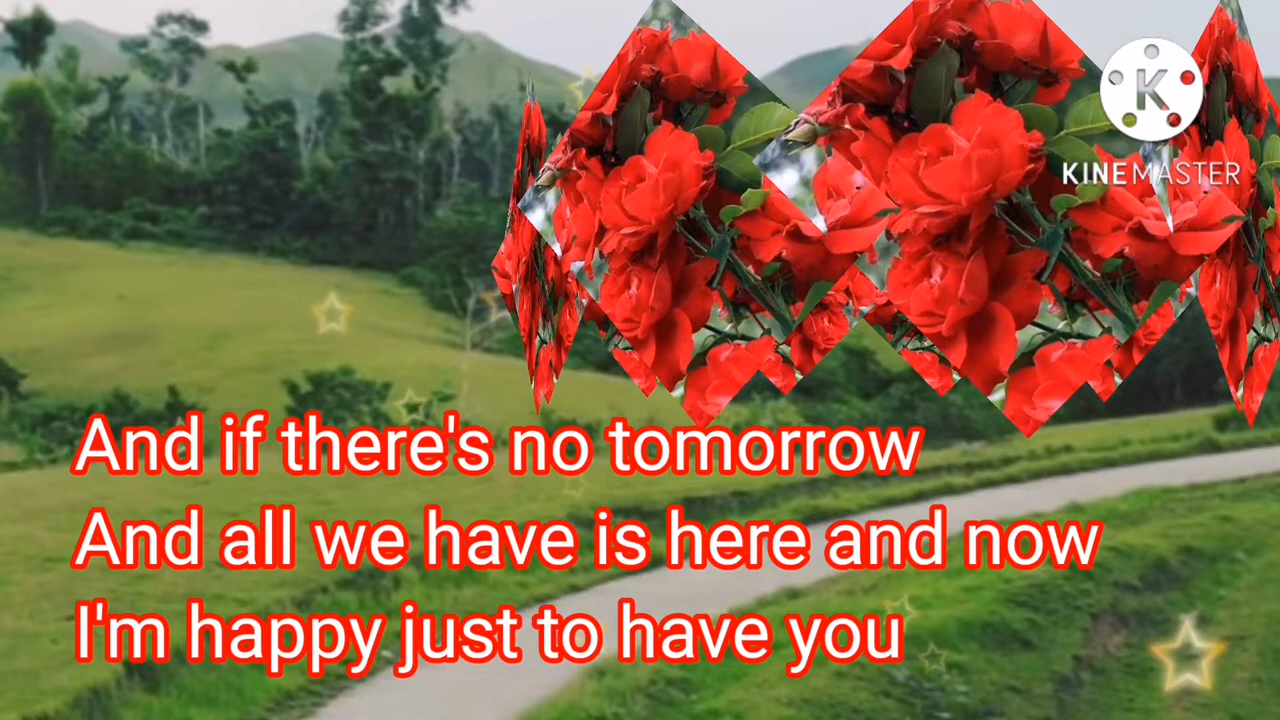 K
KINEMASTER
And if there's no tomorrow
And all we have is here and now
I'm happy just to have you